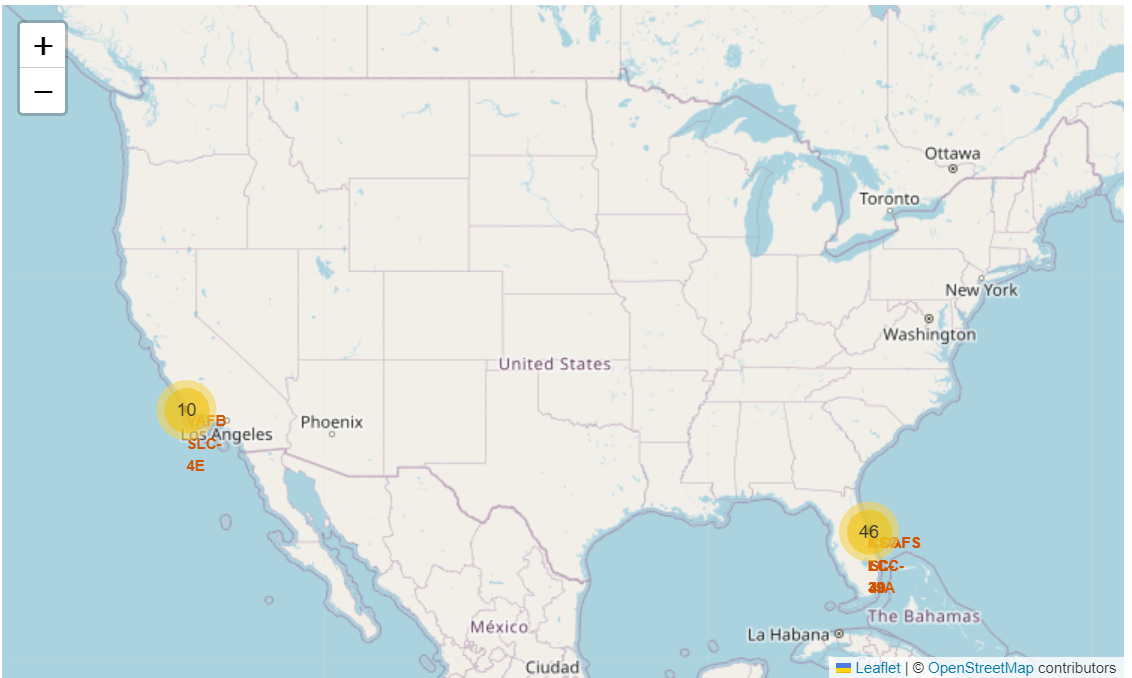 +
−
Ottawa
Toronto
New York
Washington
United States
10
VAFB
SLC-
4E
Los Angeles
Phoenix
46
México
La Habana
The Bahamas
Ciudad
Leaflet | © OpenStreetMap contributors